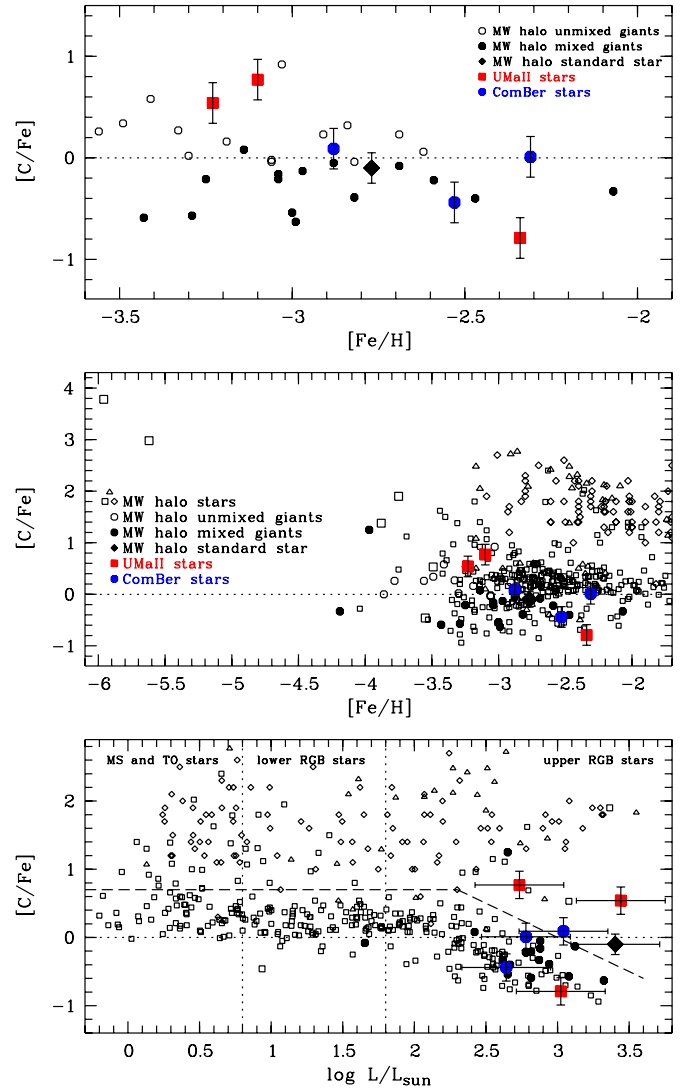 MW halo unmixed giants
MW halo mixed giants
MW halo standard star
UMaII stars
ComBer stars
1
0
−1
[C/Fe]
−3.5 −3 −2.5 −2
[Fe/H]
4
3
2
1
0
−1
[C/Fe]
MW halo stars
MW halo unmixed giants
MW halo mixed giants
MW halo standard star
UMaII stars
ComBer stars
−6 −5.5 −5 −4.5 −4 −3.5 −3 −2.5 −2
[Fe/H]
MS and TO stars lower RGB stars upper RGB stars
2
1
0
−1
[C/Fe]
0 0.5 1 1.5 2 2.5 3 3.5
log L/Lsun